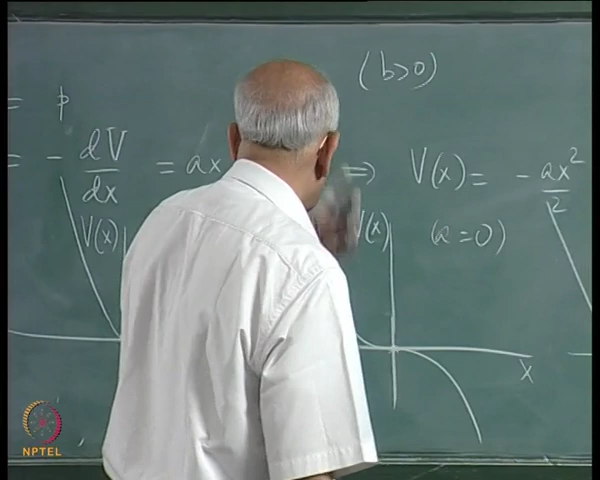 (b>0)
= p
= - dV/dx = ax ⇒ V(x) = - ax²/2
V(x) V(x) (a=0)
X
NPTEL